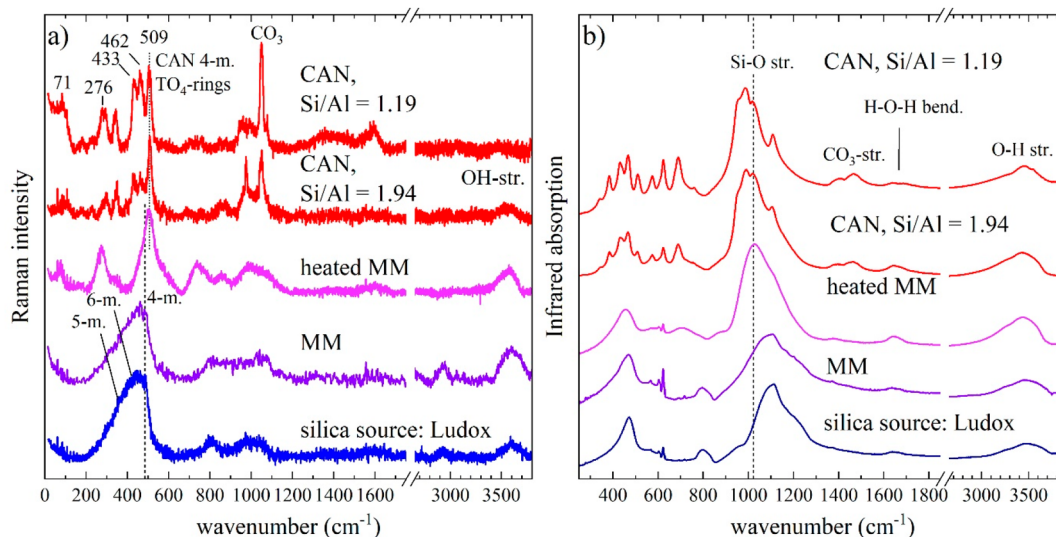 a)
462
509
433
CAN 4-m.
TO₄-rings
CO₃
71
276
CAN,
Si/Al = 1.19
CAN,
Si/Al = 1.94
OH-str.
heated MM
6-m.
4-m.
5-m.
MM
silica source: Ludox
Raman intensity
0 200 400 600 800 1000 1200 1400 1600 3000 3500
wavenumber (cm⁻¹)
b)
Si-O str.
CAN, Si/Al = 1.19
H-O-H bend.
CO₃-str.
O-H str.
CAN, Si/Al = 1.94
heated MM
MM
silica source: Ludox
Infrared absorption
400 600 800 1000 1200 1400 1600 1800 3000 3500
wavenumber (cm⁻¹)